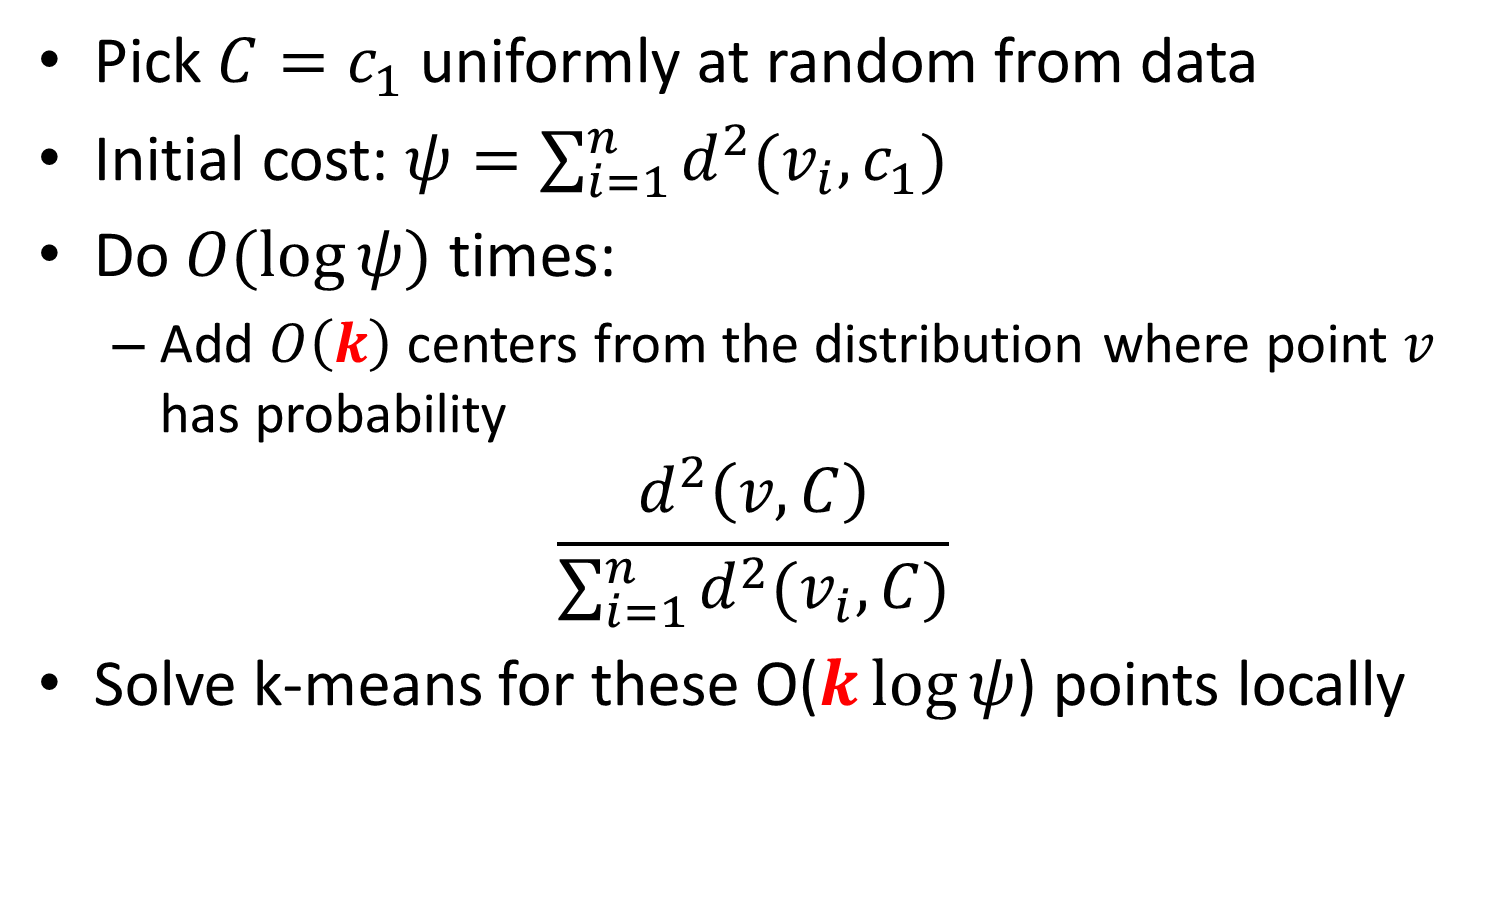 • Pick 𝐶 = 𝑐₁ uniformly at random from data
• Initial cost: 𝜓 = ∑ᵢ₌₁ⁿ 𝑑²(𝑣ᵢ, 𝑐₁)
• Do 𝑂(log 𝜓) times:
– Add 𝑂(𝒌) centers from the distribution where point 𝑣
has probability
𝑑²(𝑣, 𝐶)
∑ᵢ₌₁ⁿ 𝑑²(𝑣ᵢ, 𝐶)
• Solve k-means for these O(𝒌 log 𝜓) points locally